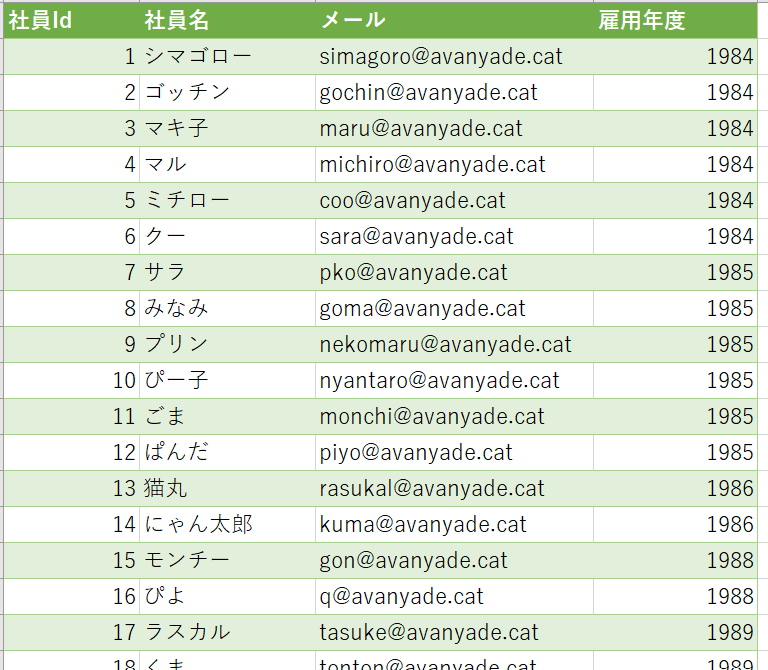 社員Id 社員名 メール 雇用年度
1 シマゴロー simagoro@avanyade.cat 1984
2 ゴッチン gochin@avanyade.cat 1984
3 マキ子 maru@avanyade.cat 1984
4 マル michiro@avanyade.cat 1984
5 ミチロー coo@avanyade.cat 1984
6 クー sara@avanyade.cat 1984
7 サラ pko@avanyade.cat 1985
8 みなみ goma@avanyade.cat 1985
9 プリン nekomaru@avanyade.cat 1985
10 ぴー子 nyantaro@avanyade.cat 1985
11 ごま monchi@avanyade.cat 1985
12 ぱんだ piyo@avanyade.cat 1985
13 猫丸 rasukal@avanyade.cat 1986
14 にゃん太郎 kuma@avanyade.cat 1986
15 モンチー gon@avanyade.cat 1988
16 ぴよ q@avanyade.cat 1988
17 ラスカル tasuke@avanyade.cat 1989
18 くま tonton@avanyade.cat 1989